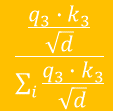 q₃ · k₃
√d
Σᵢ q₃ · k₃
√d